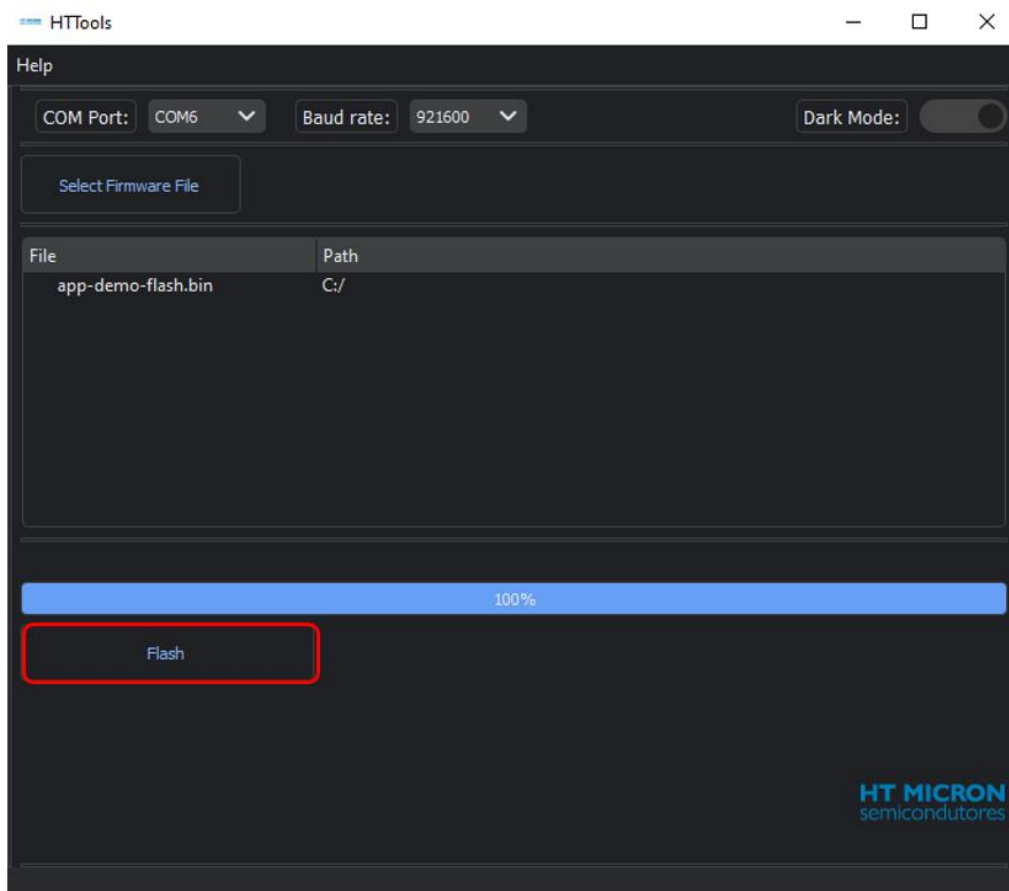 HTTools
Help
COM Port: COM6 Baud rate: 921600 Dark Mode:
Select Firmware File
File Path
app-demo-flash.bin C:/
100%
Flash
HT MICRON
semicondutores